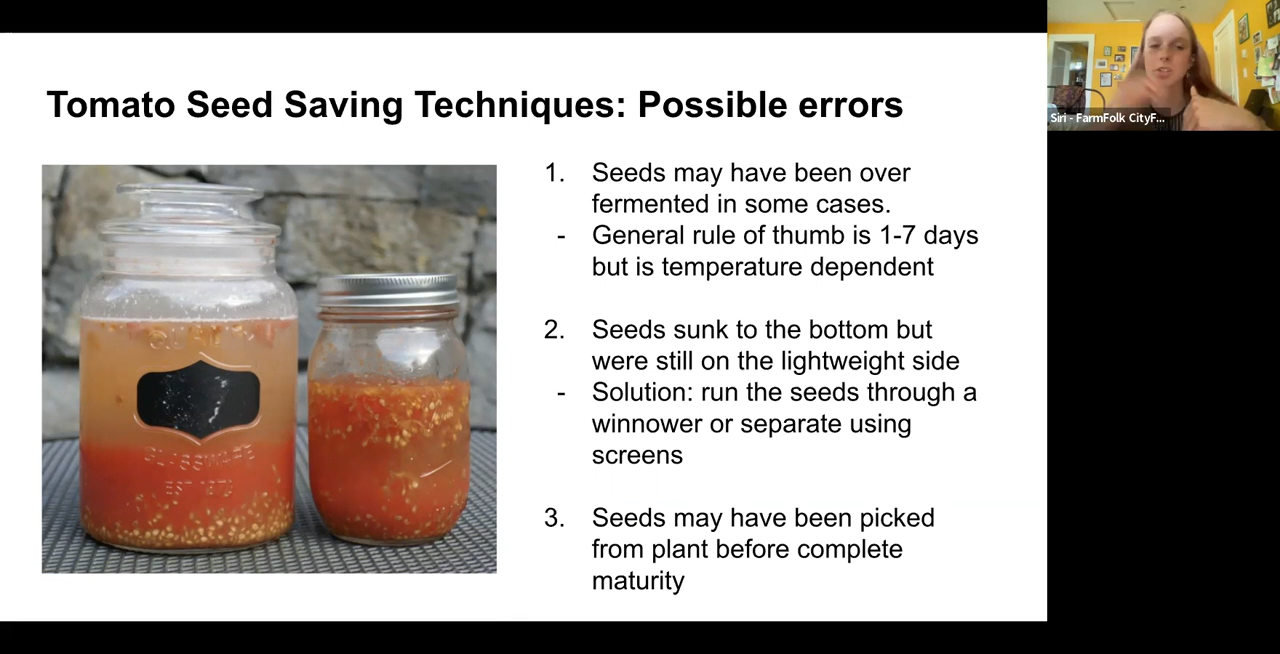 Tomato Seed Saving Techniques: Possible errors
1. Seeds may have been over
fermented in some cases.
- General rule of thumb is 1-7 days
but is temperature dependent
2. Seeds sunk to the bottom but
were still on the lightweight side
- Solution: run the seeds through a
winnower or separate using
screens
3. Seeds may have been picked
from plant before complete
maturity
Siri - FarmFolk CityF...